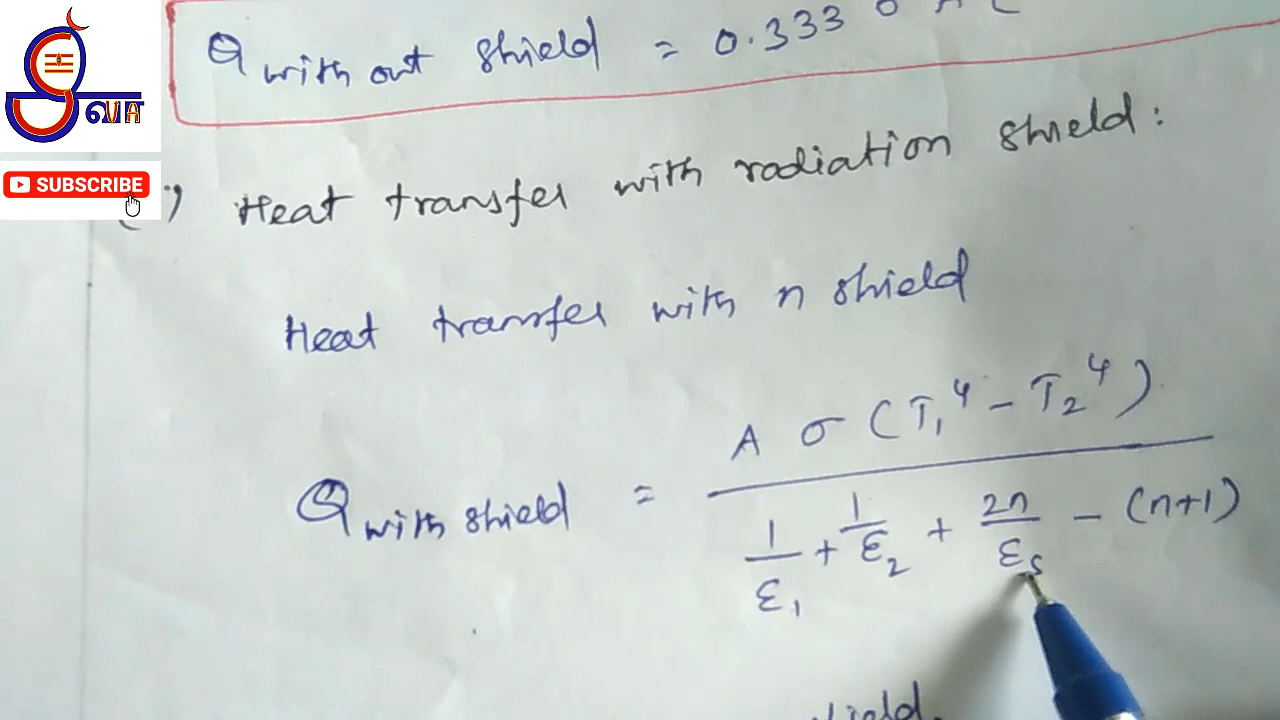 சிவா
SUBSCRIBE
Q without shield = 0.333 σ A (
) Heat transfer with radiation shield:
Heat transfer with n shield
Q with shield = A σ (T₁⁴ - T₂⁴) / 1/ε₁ + 1/ε₂ + 2n/εs - (n+1)